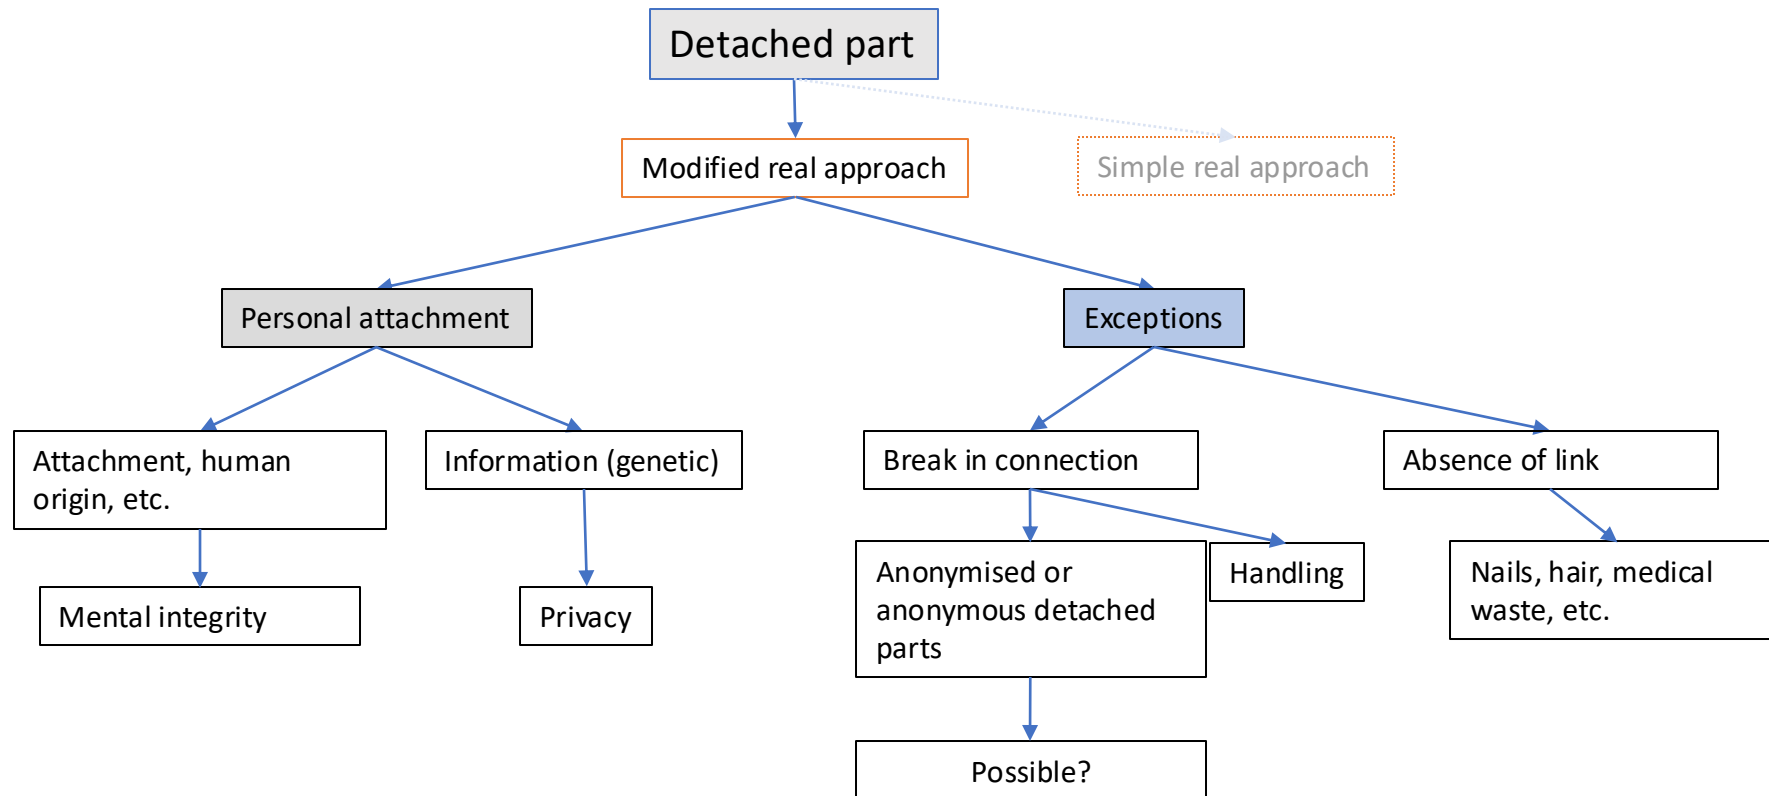 Detached part
Modified real approach
Simple real approach
Personal attachment
Exceptions
Attachment, human
origin, etc.
Information (genetic)
Break in connection
Absence of link
Mental integrity
Privacy
Anonymised or
anonymous detached
parts
Handling
Nails, hair, medical
waste, etc.
Possible?